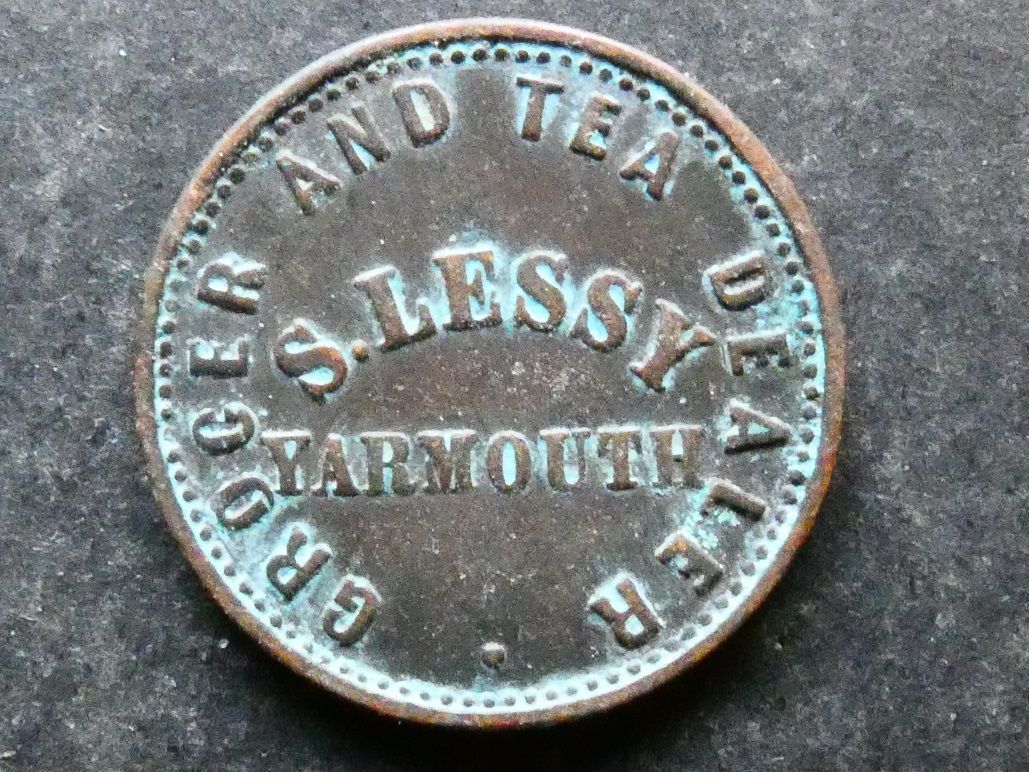 GROCER AND TEA DEALER
S. LESSY
YARMOUTH